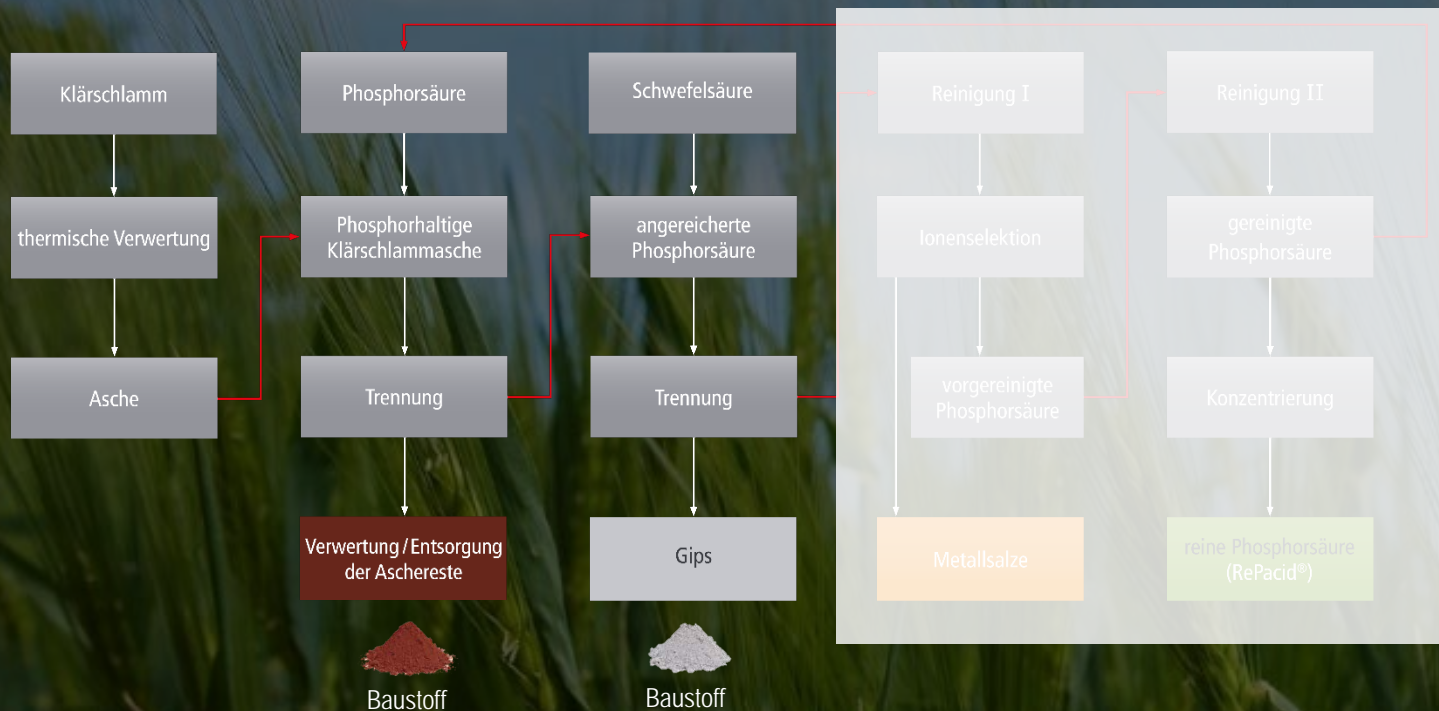 Klärschlamm
thermische Verwertung
Asche
Phosphorsäure
Phosphorhaltige
Klärschlammasche
Trennung
Verwertung / Entsorgung
der Aschereste
Baustoff
Schwefelsäure
angereicherte
Phosphorsäure
Trennung
Gips
Baustoff
Reinigung I
Ionenselektion
vorgereinigte
Phosphorsäure
Metallsalze
Reinigung II
gereinigte
Phosphorsäure
Konzentrierung
reine Phosphorsäure
(RePacid®)